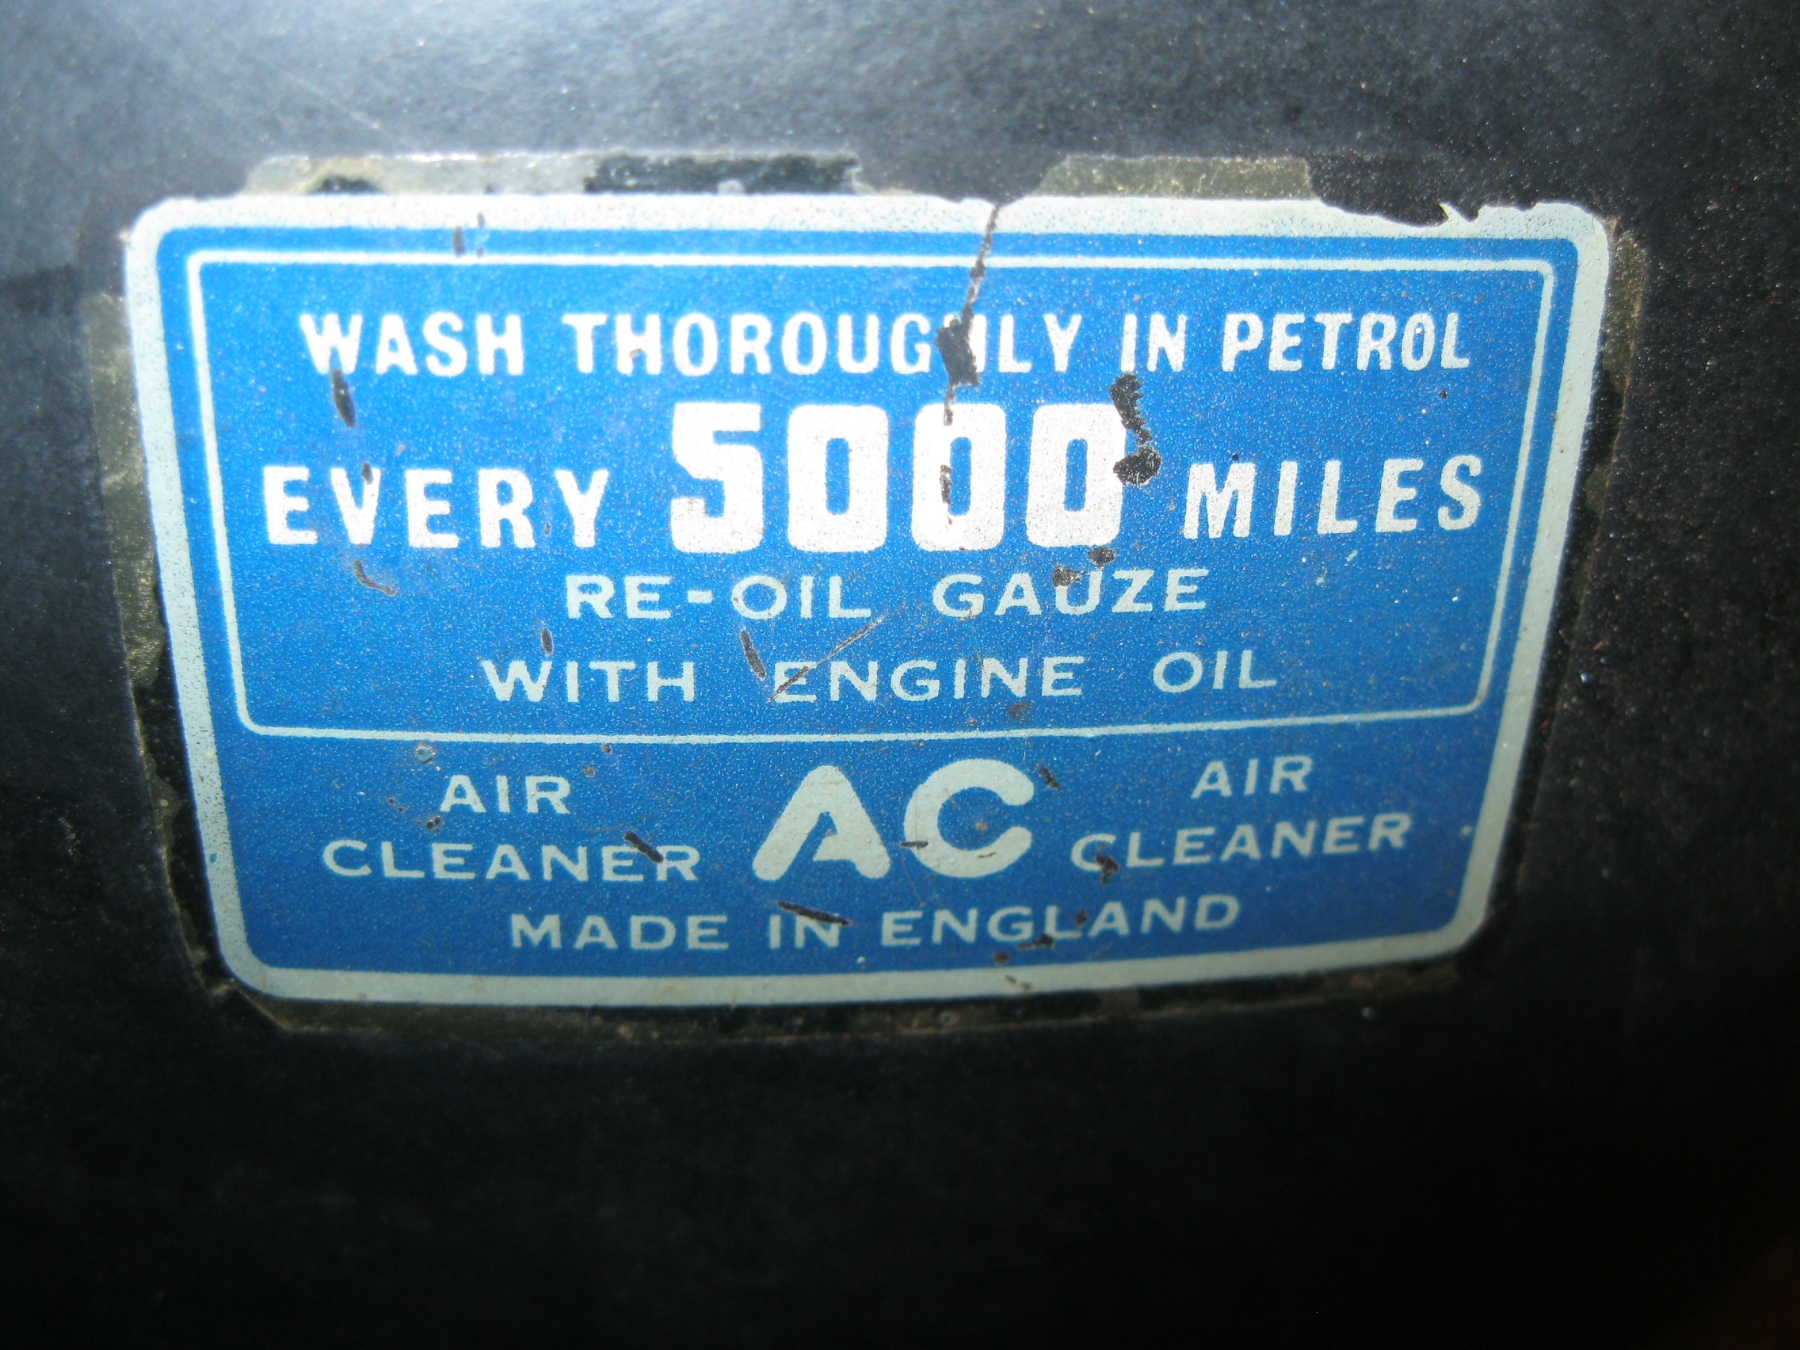 WASH THOROUGHLY IN PETROL
EVERY 5000 MILES
RE-OIL GAUZE
WITH ENGINE OIL
AIR CLEANER
AC
AIR CLEANER
MADE IN ENGLAND